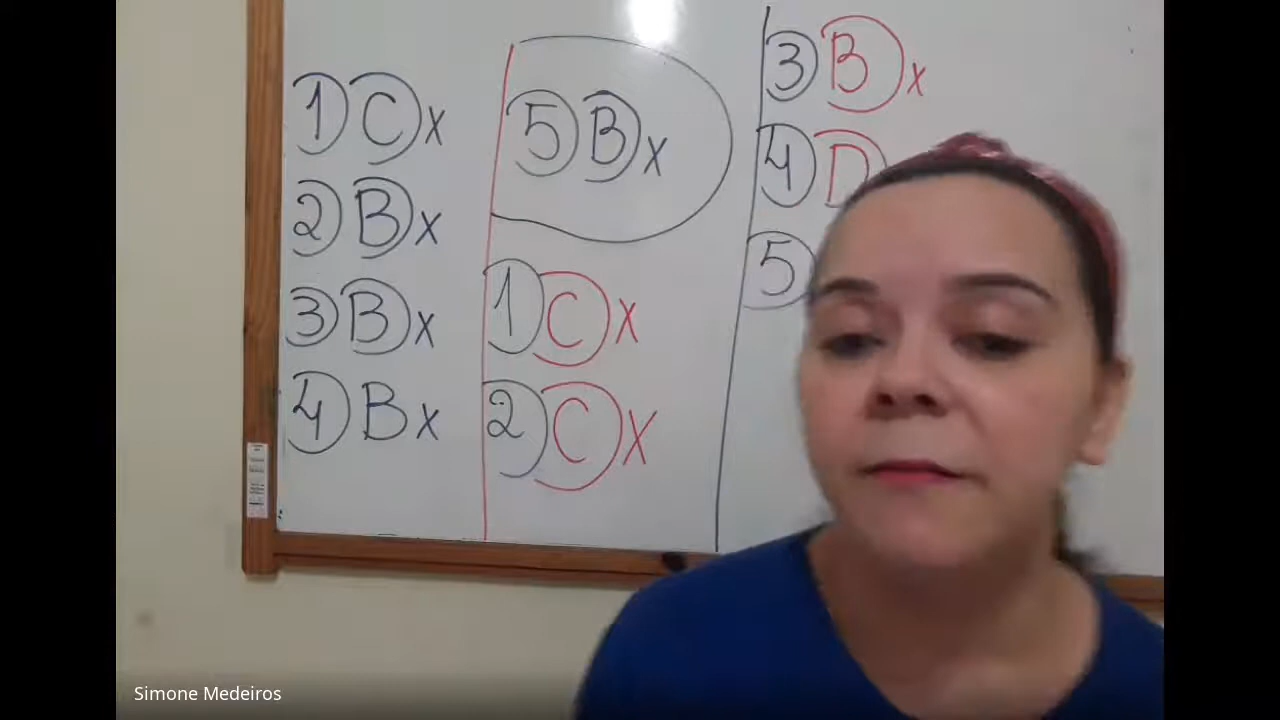 1 C x
2 B x
3 B x
4 B x
5 B x
1 C x
2 C x
3 B x
4 D
5
Simone Medeiros